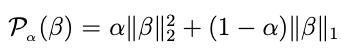 𝒫_α(β) = α‖β‖₂² + (1 − α)‖β‖₁